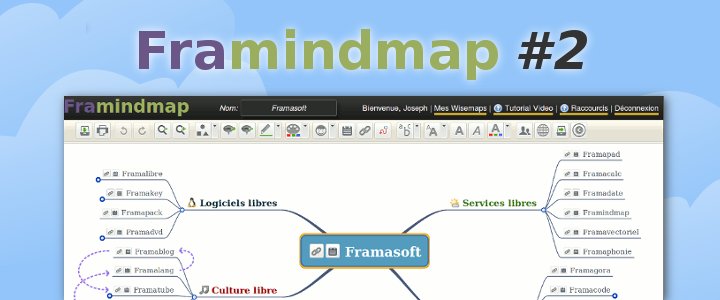 Framindmap #2
Framindmap
Nom: Framasoft
Bienvenue, Joseph | Mes Wisemaps | Tutorial Video | Raccourcis | Déconnexion
Framalibre
Framakey
Framapack
Framadvd
Logiciels libres
Framablog
Framalang
Framatube
Culture libre
Framasoft
Services libres
Framapad
Framacalc
Framadate
Framindmap
Framavectoriel
Framaphonie
Framagora
Framacode